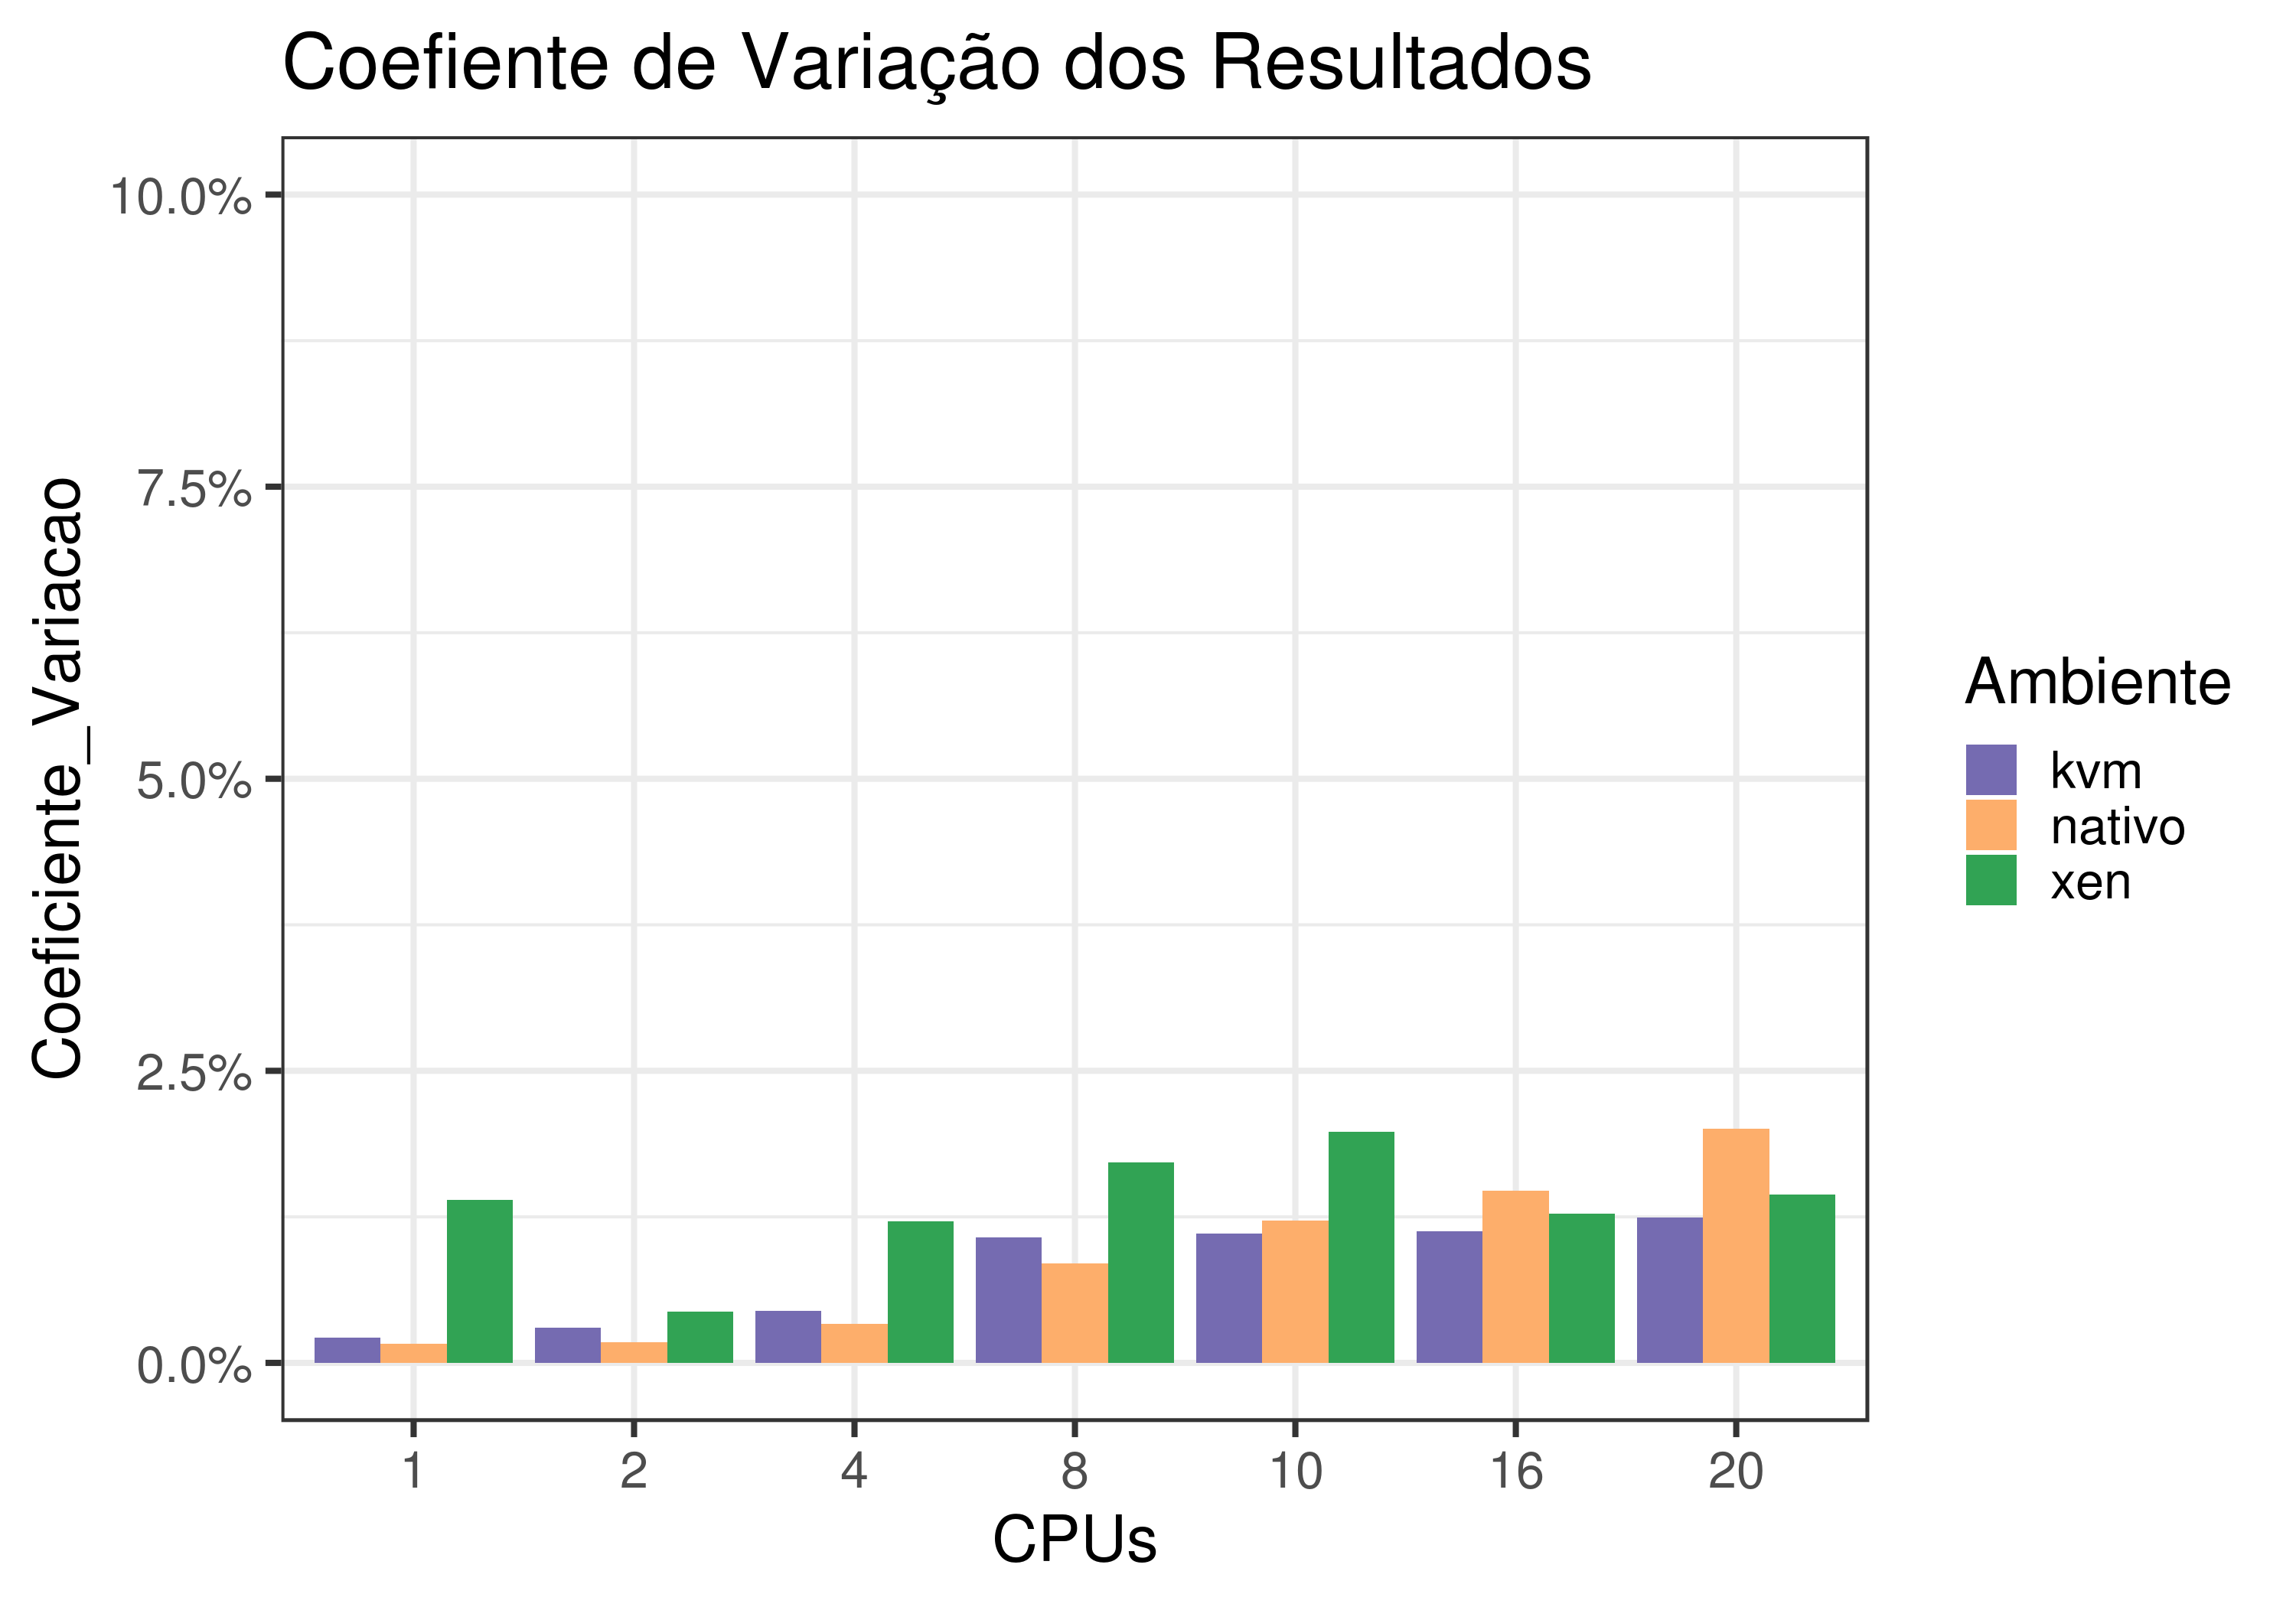 Coefiente de Variação dos Resultados
Coeficiente_Variacao
10.0%
7.5%
5.0%
2.5%
0.0%
1 2 4 8 10 16 20
CPUs
Ambiente
kvm
nativo
xen